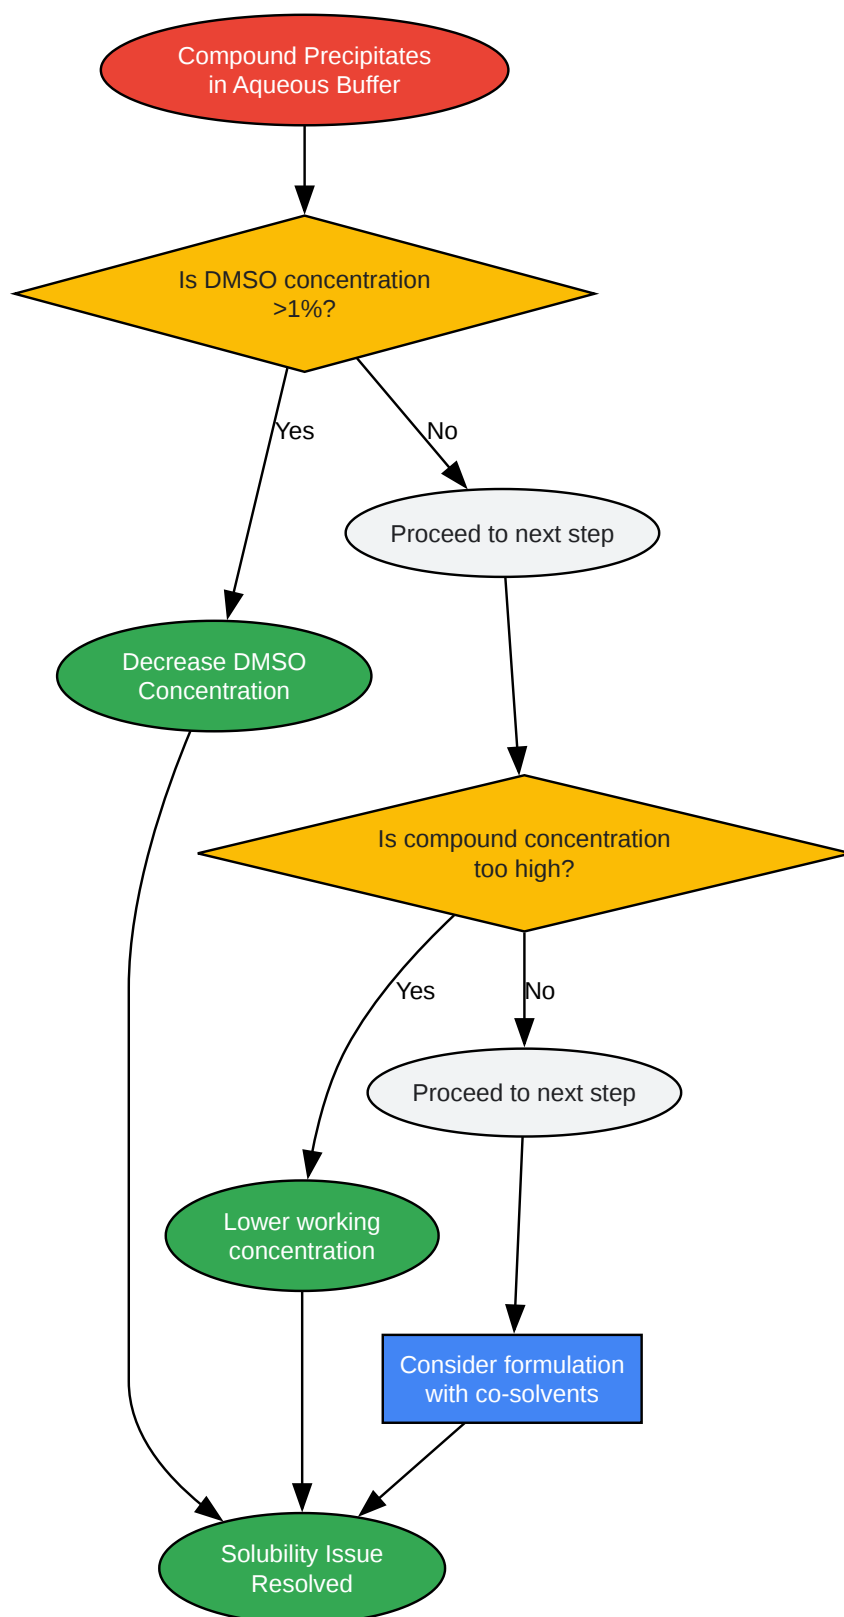 Compound Precipitates
in Aqueous Buffer
Is DMSO concentration
>1%?
Yes
No
Proceed to next step
Decrease DMSO
Concentration
Is compound concentration
too high?
Yes
No
Proceed to next step
Lower working
concentration
Consider formulation
with co-solvents
Solubility Issue
Resolved